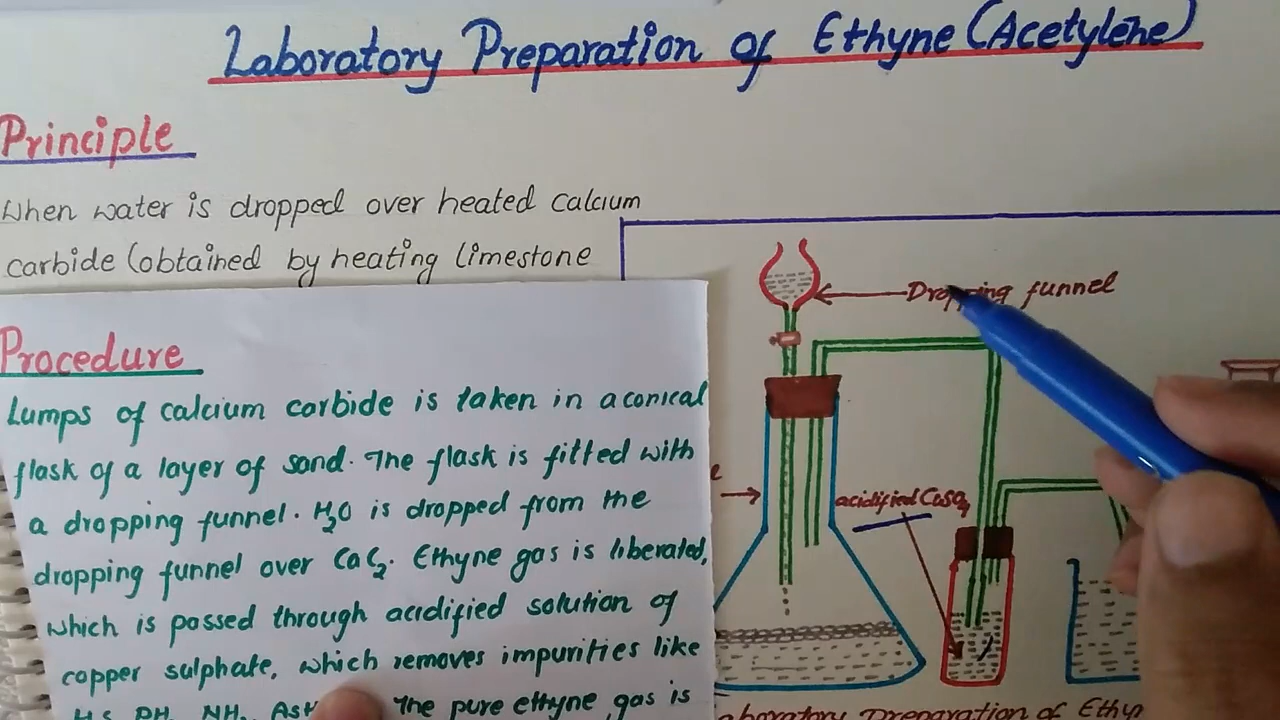 Laboratory Preparation of Ethyne (Acetylene)
Principle
When water is dropped over heated calcium
carbide (obtained by heating limestone
Procedure
Lumps of calcium carbide is taken in a conical
flask of a layer of sand. The flask is fitted with
a dropping funnel. H₂O is dropped from the
dropping funnel over CaC₂. Ethyne gas is liberated,
which is passed through acidified solution of
copper sulphate, which removes impurities like
The pure ethyne gas is
Dropping funnel
acidified CuSO₄
Laboratory Preparation of Ethyn